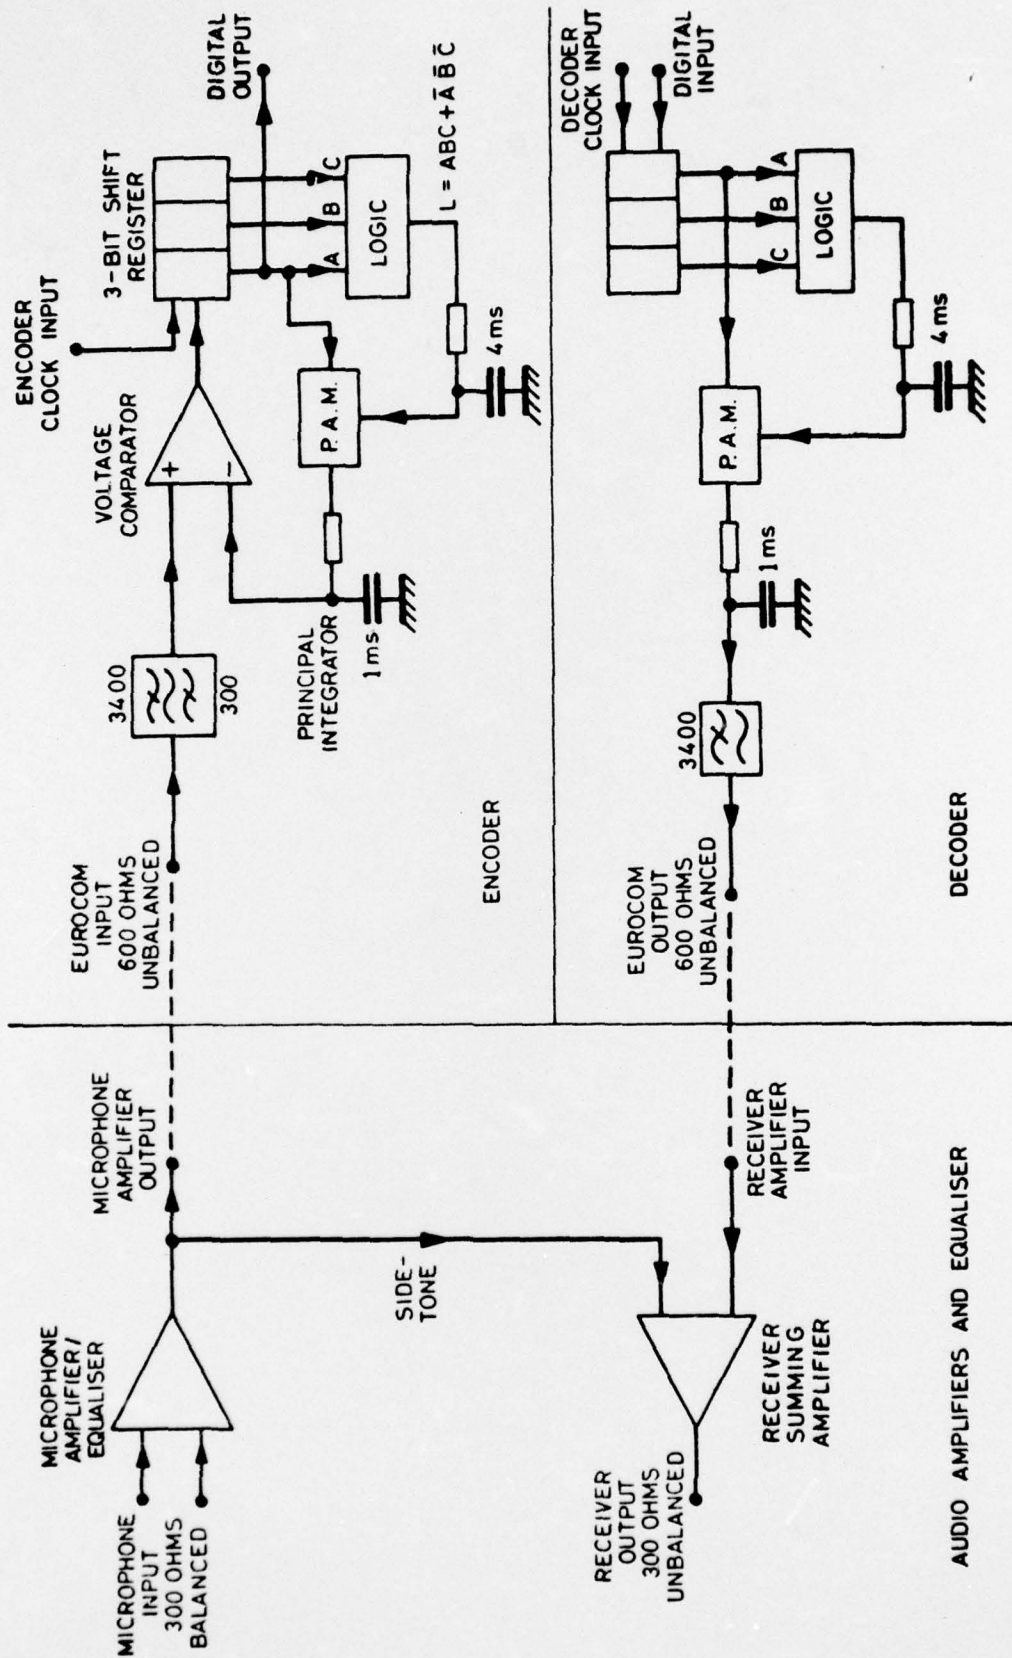 MICROPHONE
INPUT
300 OHMS
BALANCED
MICROPHONE
AMPLIFIER/
EQUALISER
MICROPHONE
AMPLIFIER
OUTPUT
SIDE-
TONE
RECEIVER
OUTPUT
300 OHMS
UNBALANCED
RECEIVER
SUMMING
AMPLIFIER
RECEIVER
AMPLIFIER
INPUT
AUDIO AMPLIFIERS AND EQUALISER
EUROCOM
INPUT
600 OHMS
UNBALANCED
3400
300
VOLTAGE
COMPARATOR
+
-
ENCODER
CLOCK INPUT
3-BIT SHIFT
REGISTER
DIGITAL
OUTPUT
A
B
C
LOGIC
L = ABC + A̅ B̅ C̅
P.A.M.
4ms
PRINCIPAL
INTEGRATOR
1ms
ENCODER
EUROCOM
OUTPUT
600 OHMS
UNBALANCED
3400
1ms
P.A.M.
DECODER
CLOCK INPUT
DIGITAL
INPUT
C
B
A
LOGIC
4ms
DECODER